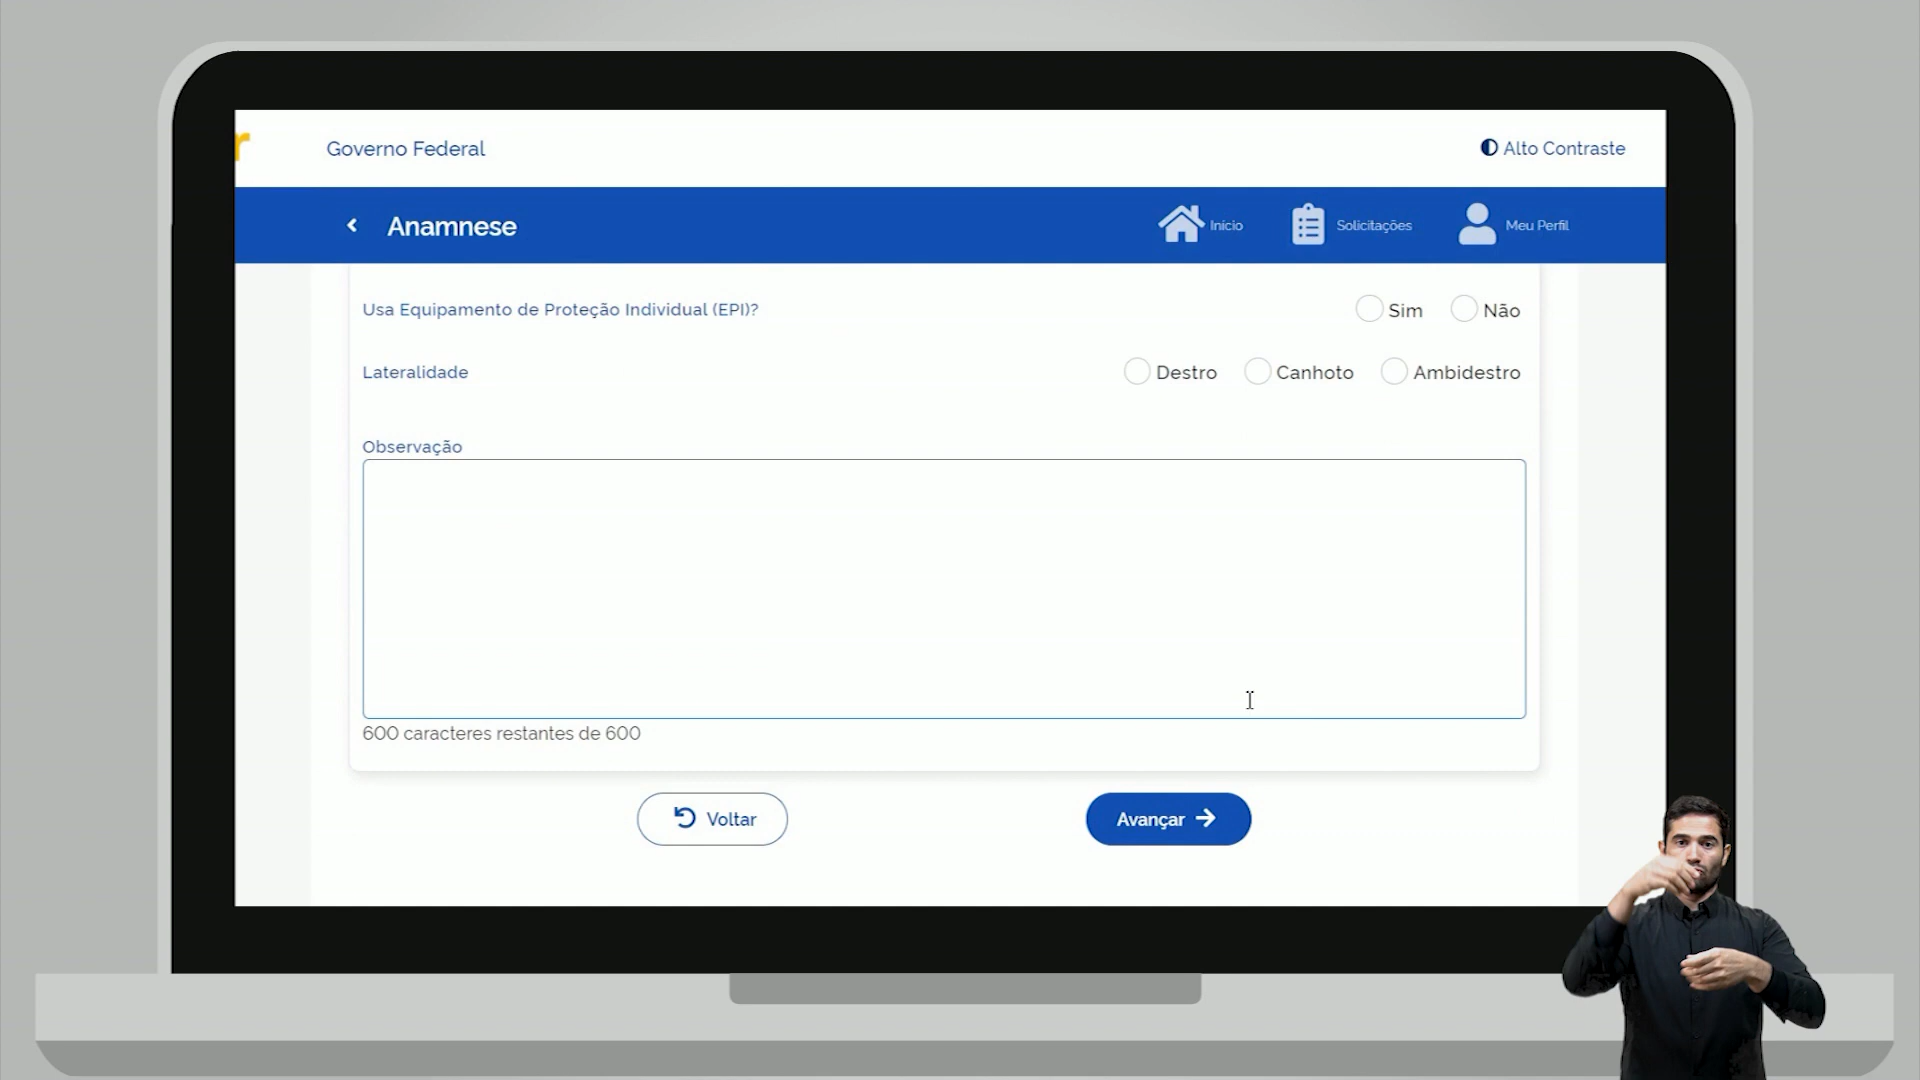 r
Governo Federal
Alto Contraste
Anamnese
Início
Solicitações
Meu Perfil
Usa Equipamento de Proteção Individual (EPI)?
Sim
Não
Lateralidade
Destro
Canhoto
Ambidestro
Observação
600 caracteres restantes de 600
Voltar
Avançar